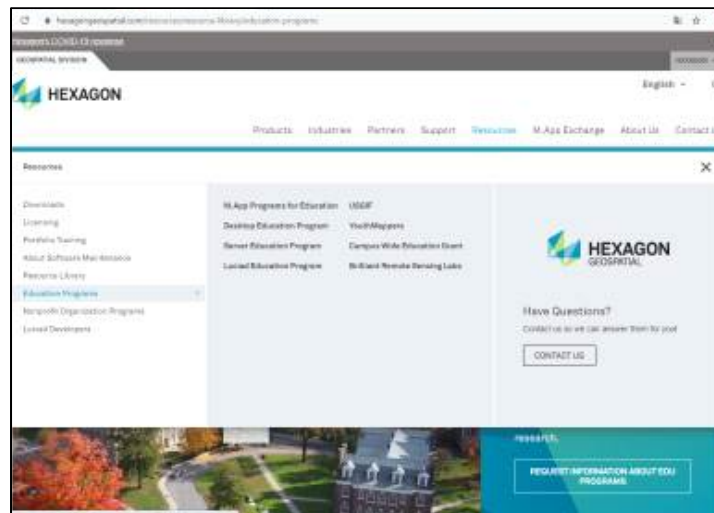 Hexagon's COVID-19 response
GEOSPATIAL DIVISION
HEXAGON
HEXAGON
English
Products Industries Partners Support Resources M.App Exchange About Us Contact
Resources
Downloads
Licensing
Portfolio Training
About Software Maintenance
Resource Library
Education Programs
Nonprofit Organization Programs
Luciad Developers
M.App Programs for Education
Desktop Education Program
Server Education Program
Luciad Education Program
USGIF
YouthMappers
Campus Wide Education Grant
Brilliant Remote Sensing Labs
HEXAGON
GEOSPATIAL
Have Questions?
Contact us so we can answer them for you!
CONTACT US
research.
REQUEST INFORMATION ABOUT EDU
PROGRAMS